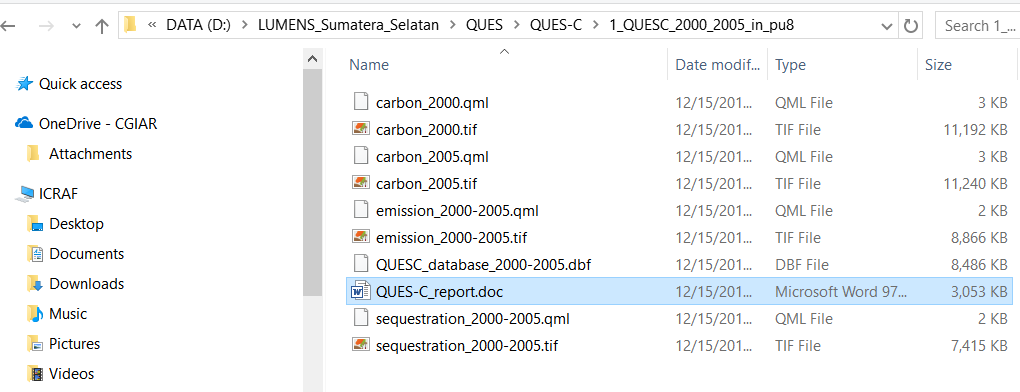 « DATA (D:) > LUMENS_Sumatera_Selatan > QUES > QUES-C > 1_QUESC_2000_2005_in_pu8
Search 1_...
Quick access
OneDrive - CGIAR
Attachments
ICRAF
Desktop
Documents
Downloads
Music
Pictures
Videos
Name Date modif... Type Size
carbon_2000.qml 12/15/201... QML File 3 KB
carbon_2000.tif 12/15/201... TIF File 11,192 KB
carbon_2005.qml 12/15/201... QML File 3 KB
carbon_2005.tif 12/15/201... TIF File 11,240 KB
emission_2000-2005.qml 12/15/201... QML File 2 KB
emission_2000-2005.tif 12/15/201... TIF File 8,866 KB
QUESC_database_2000-2005.dbf 12/15/201... DBF File 8,486 KB
QUES-C_report.doc 12/15/201... Microsoft Word 97... 3,053 KB
sequestration_2000-2005.qml 12/15/201... QML File 2 KB
sequestration_2000-2005.tif 12/15/201... TIF File 7,415 KB